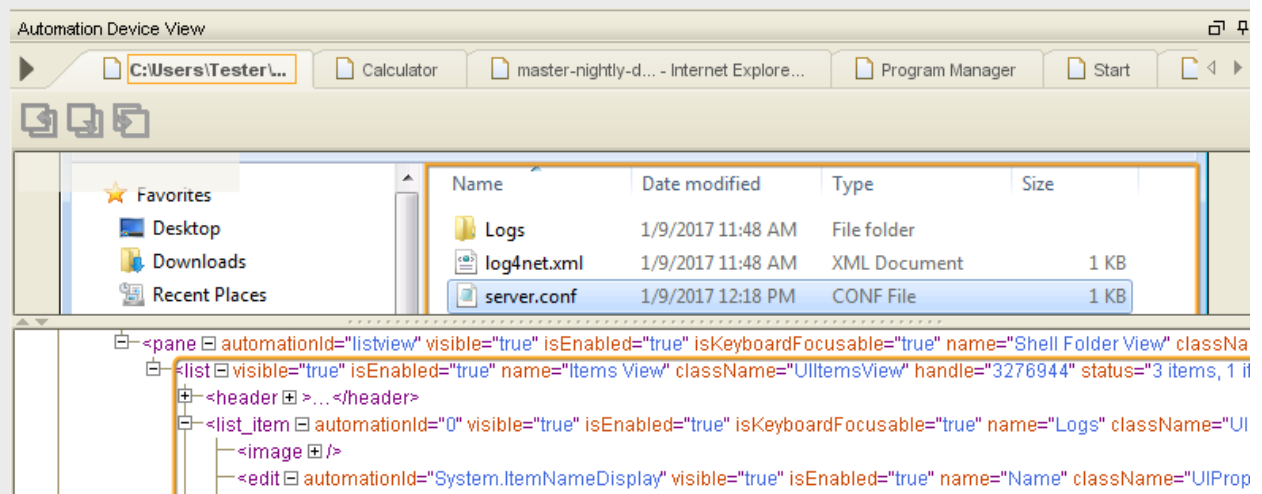 Automation Device View
C:\Users\Tester\... Calculator master-nightly-d... - Internet Explore... Program Manager Start
Favorites
Desktop
Downloads
Recent Places
Name Date modified Type Size
Logs 1/9/2017 11:48 AM File folder
log4net.xml 1/9/2017 11:48 AM XML Document 1 KB
server.conf 1/9/2017 12:18 PM CONF File 1 KB
<pane automationId="listview" visible="true" isEnabled="true" isKeyboardFocusable="true" name="Shell Folder View" classNa
<list visible="true" isEnabled="true" name="Items View" className="UIItemsView" handle="3276944" status="3 items, 1 it
<header >...</header>
<list_item automationId="0" visible="true" isEnabled="true" isKeyboardFocusable="true" name="Logs" className="UI
<image />
<edit automationId="System.ItemNameDisplay" visible="true" isEnabled="true" name="Name" className="UIProp